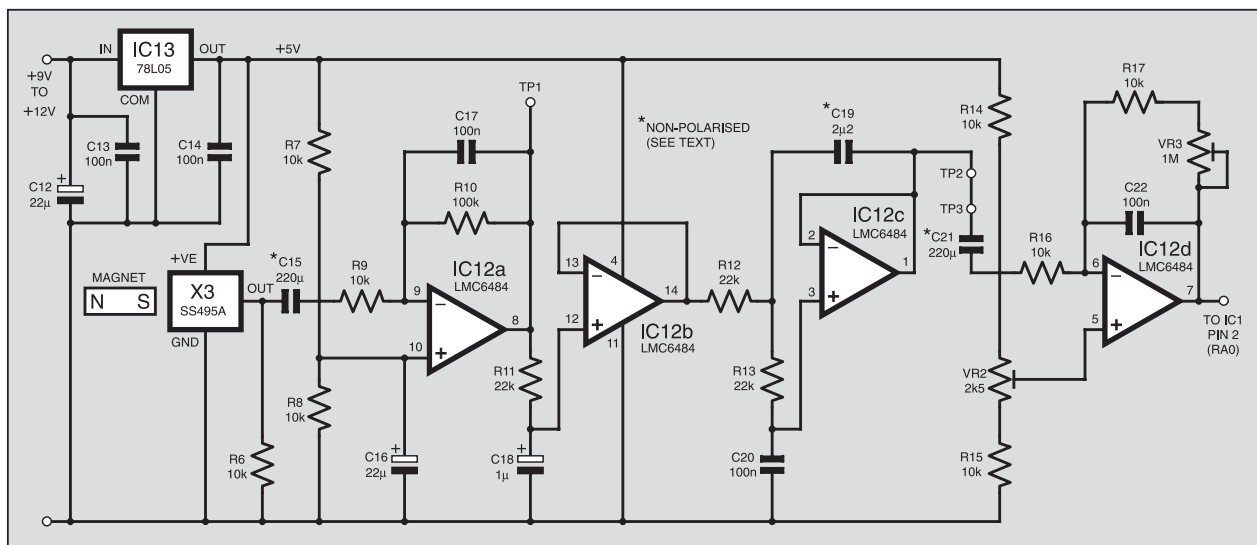 +9V
TO
+12V
IN
IC13
78L05
OUT
COM
+5V
C12
22µ
+
C13
100n
C14
100n
MAGNET
N S
+VE
X3
SS495A
OUT
GND
*C15
220µ
R6
10k
R7
10k
R8
10k
R9
10k
C16
22µ
+
C17
100n
R10
100k
TP1
IC12a
LMC6484
9
−
10
+
8
R11
22k
C18
1µ
+
*NON-POLARISED
(SEE TEXT)
13
−
12
+
4
14
11
IC12b
LMC6484
R12
22k
R13
22k
*C19
2µ2
C20
100n
IC12c
LMC6484
2
−
3
+
1
TP2
TP3
*C21
220µ
R14
10k
VR2
2k5
R15
10k
R16
10k
R17
10k
VR3
1M
C22
100n
IC12d
LMC6484
6
−
5
+
7
TO IC1
PIN 2
(RA0)